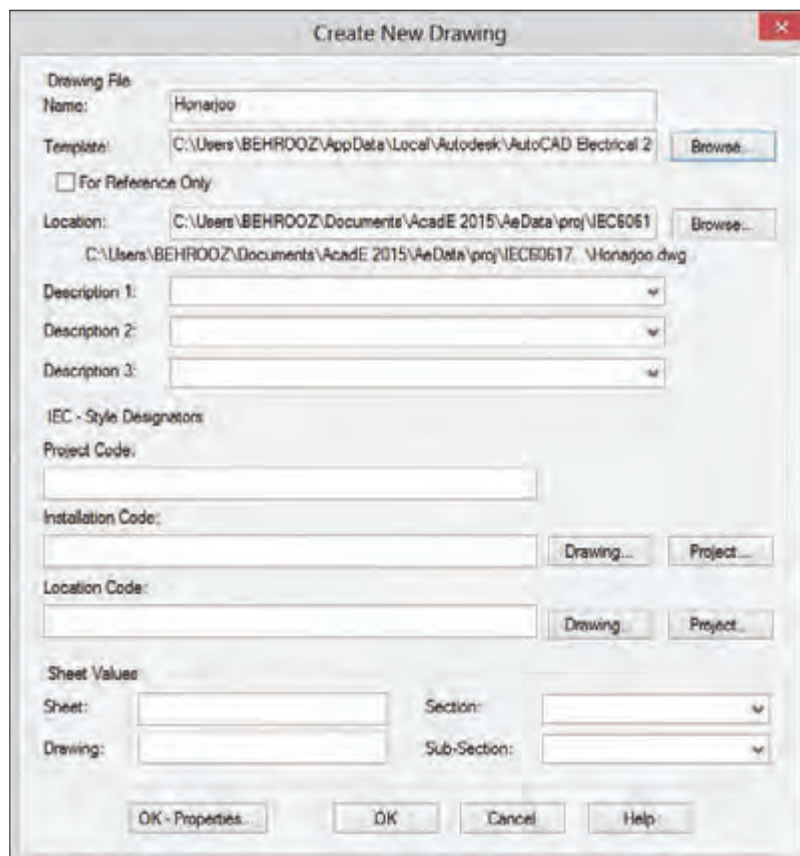 Create New Drawing
Drawing File
Name: Honarjoo
Template: C:\Users\BEHROOZ\AppData\Local\Autodesk\AutoCAD Electrical 2 Browse...
For Reference Only
Location: C:\Users\BEHROOZ\Documents\AcadE 2015\AeData\proj\IEC6061 Browse...
C:\Users\BEHROOZ\Documents\AcadE 2015\AeData\proj\IEC60617...\Honarjoo.dwg
Description 1:
Description 2:
Description 3:
IEC - Style Designators
Project Code:
Installation Code:
Drawing... Project...
Location Code:
Drawing... Project...
Sheet Values
Sheet: Section:
Drawing: Sub-Section:
OK - Properties... OK Cancel Help